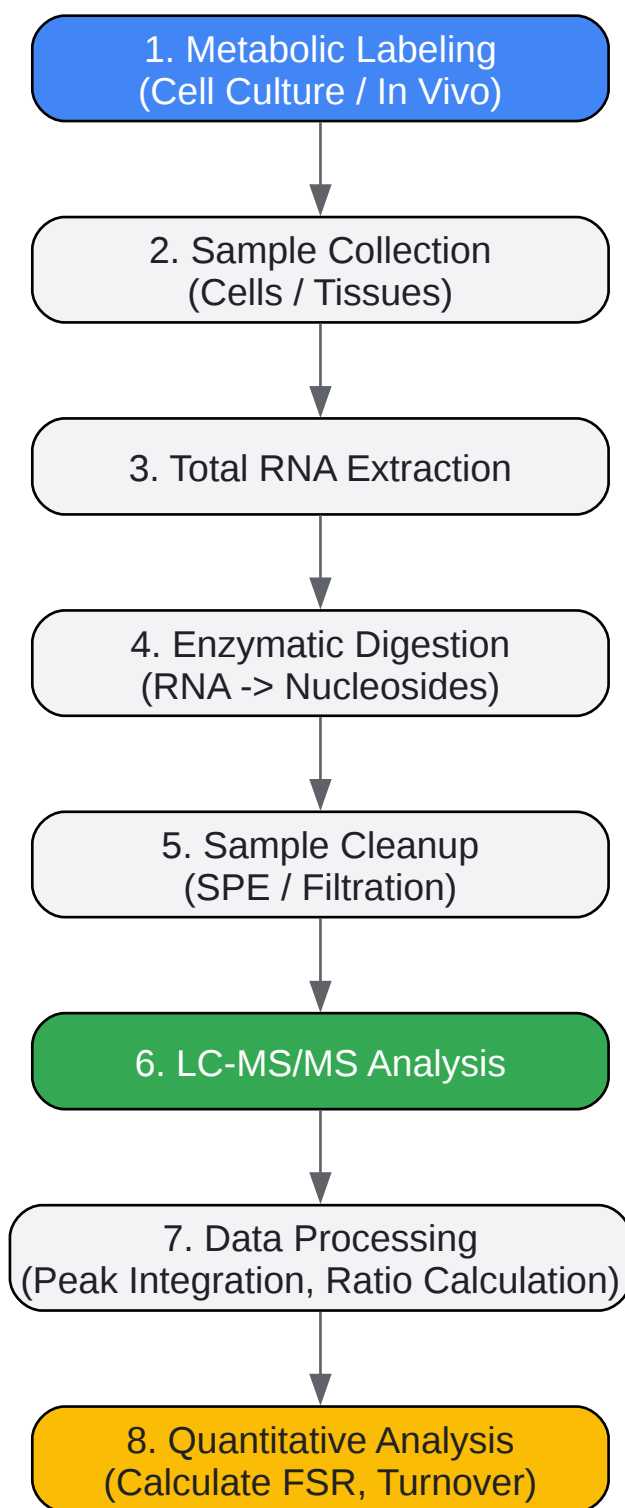 1. Metabolic Labeling
(Cell Culture / In Vivo)
2. Sample Collection
(Cells / Tissues)
3. Total RNA Extraction
4. Enzymatic Digestion
(RNA -> Nucleosides)
5. Sample Cleanup
(SPE / Filtration)
6. LC-MS/MS Analysis
7. Data Processing
(Peak Integration, Ratio Calculation)
8. Quantitative Analysis
(Calculate FSR, Turnover)